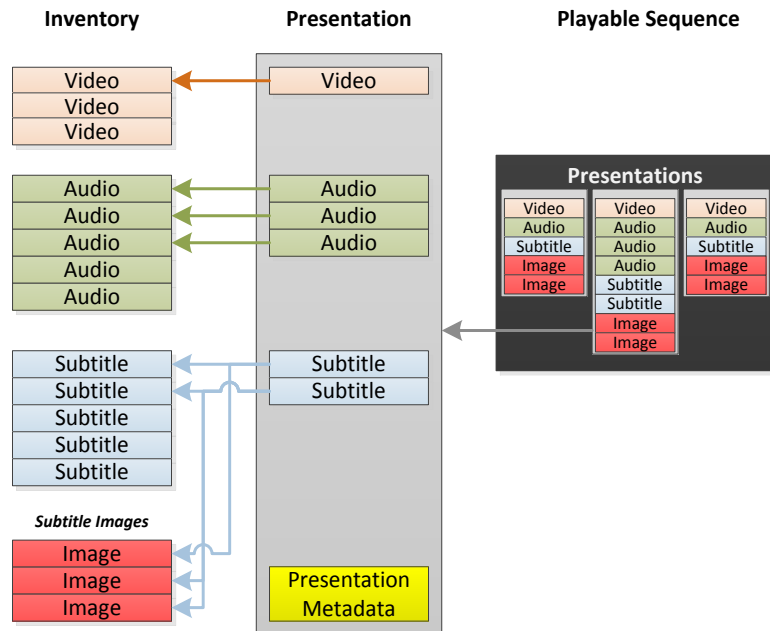 Inventory
Presentation
Playable Sequence
Video
Video
Video
Video
Audio
Audio
Audio
Audio
Audio
Audio
Audio
Audio
Subtitle
Subtitle
Subtitle
Subtitle
Subtitle
Subtitle
Subtitle
Subtitle Images
Image
Image
Image
Presentation
Metadata
Presentations
Video
Audio
Subtitle
Image
Image
Video
Audio
Audio
Audio
Subtitle
Subtitle
Image
Image
Video
Audio
Subtitle
Image
Image